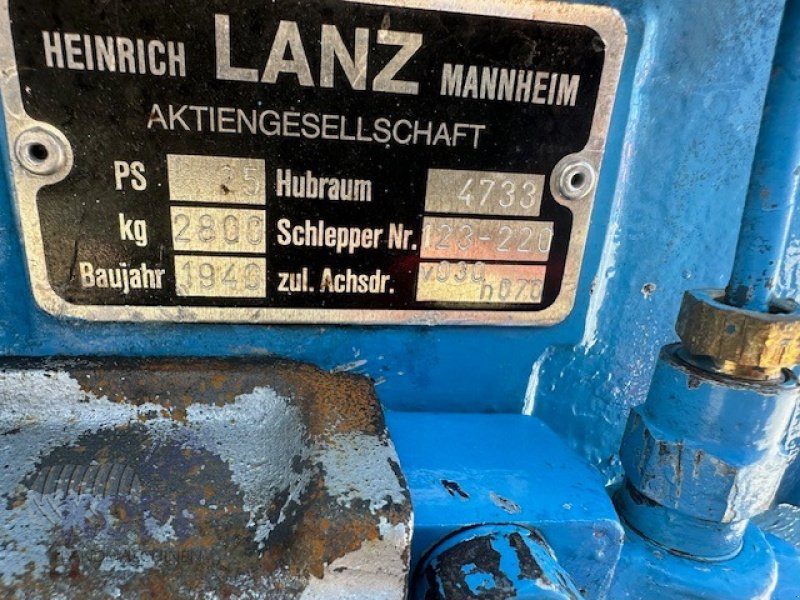 HEINRICH LANZ MANNHEIM
AKTIENGESELLSCHAFT
PS 25 Hubraum 4733
kg 2800 Schlepper Nr. 123-220
Baujahr 1940 zul. Achsdr. v030 h070